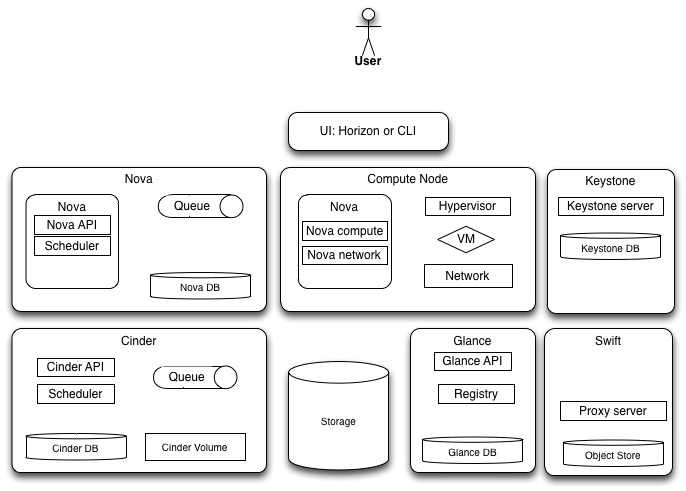 User
UI: Horizon or CLI
Nova
Nova
Nova API
Scheduler
Queue
Nova DB
Compute Node
Nova
Nova compute
Nova network
Hypervisor
VM
Network
Keystone
Keystone server
Keystone DB
Cinder
Cinder API
Scheduler
Queue
Cinder DB
Cinder Volume
Storage
Glance
Glance API
Registry
Glance DB
Swift
Proxy server
Object Store